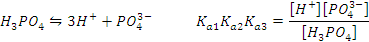 H₃PO₄ ⇋ 3H⁺ + PO₄³⁻    Kₐ₁Kₐ₂Kₐ₃ = [H⁺][PO₄³⁻] / [H₃PO₄]